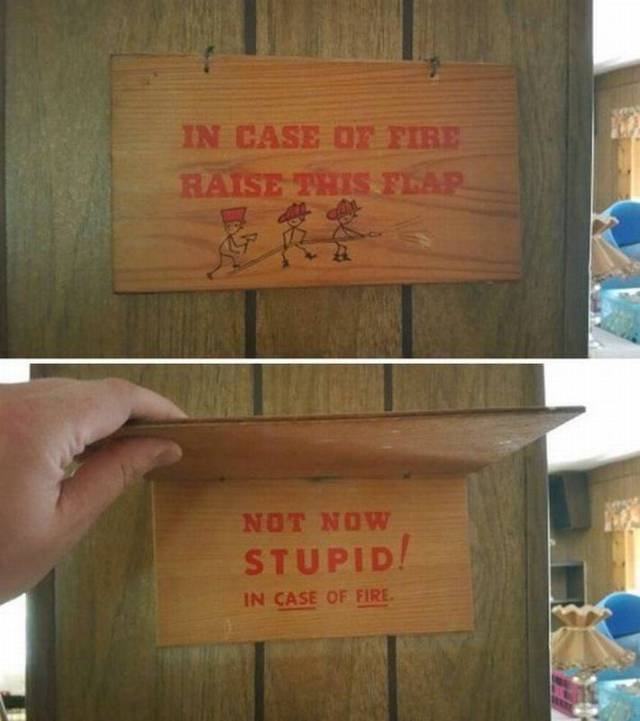 IN CASE OF FIRE
RAISE THIS FLAP
NOT NOW
STUPID!
IN CASE OF FIRE.